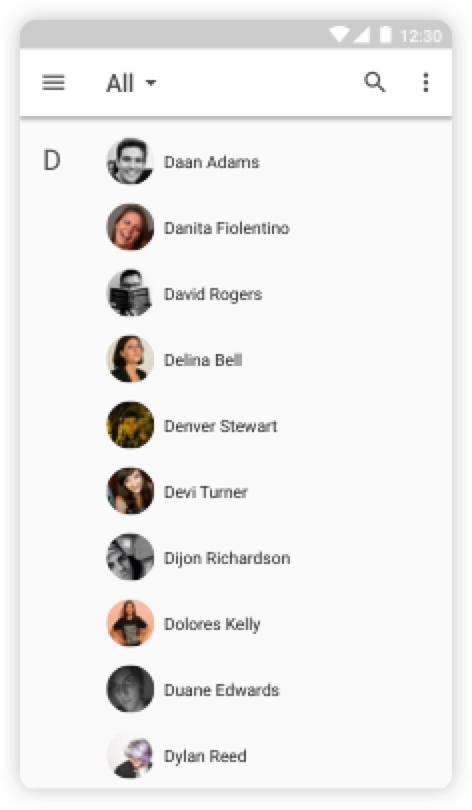 12:30
All
D
Daan Adams
Danita Fiolentino
David Rogers
Delina Bell
Denver Stewart
Devi Turner
Dijon Richardson
Dolores Kelly
Duane Edwards
Dylan Reed